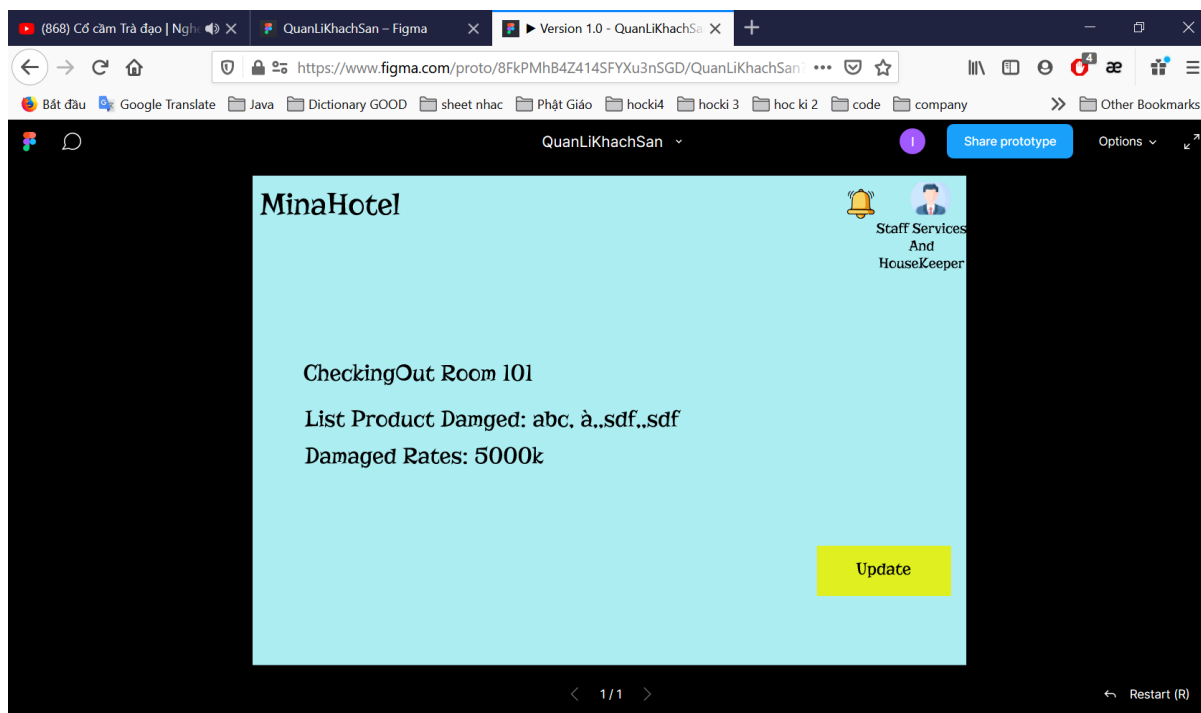 (868) Cổ cầm Trà đạo | Nghe
QuanLiKhachSan – Figma
▶ Version 1.0 - QuanLiKhachSa
https://www.figma.com/proto/8FkPMhB4Z414SFYXu3nSGD/QuanLiKhachSan?
4
Bắt đầu
Google Translate
Java
Dictionary GOOD
sheet nhac
Phật Giáo
hocki4
hocki 3
hoc ki 2
code
company
Other Bookmarks
QuanLiKhachSan
I
Share prototype
Options
MinaHotel
Staff Services
And
HouseKeeper
CheckingOut Room 101
List Product Damged: abc, à,,sdf,,sdf
Damaged Rates: 5000k
Update
1/1
Restart (R)